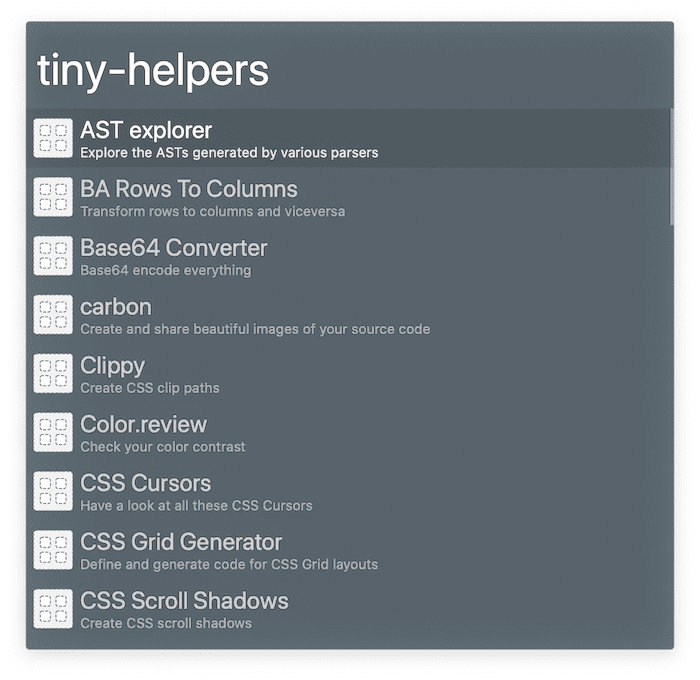 tiny-helpers
AST explorer
Explore the ASTs generated by various parsers
BA Rows To Columns
Transform rows to columns and viceversa
Base64 Converter
Base64 encode everything
carbon
Create and share beautiful images of your source code
Clippy
Create CSS clip paths
Color.review
Check your color contrast
CSS Cursors
Have a look at all these CSS Cursors
CSS Grid Generator
Define and generate code for CSS Grid layouts
CSS Scroll Shadows
Create CSS scroll shadows